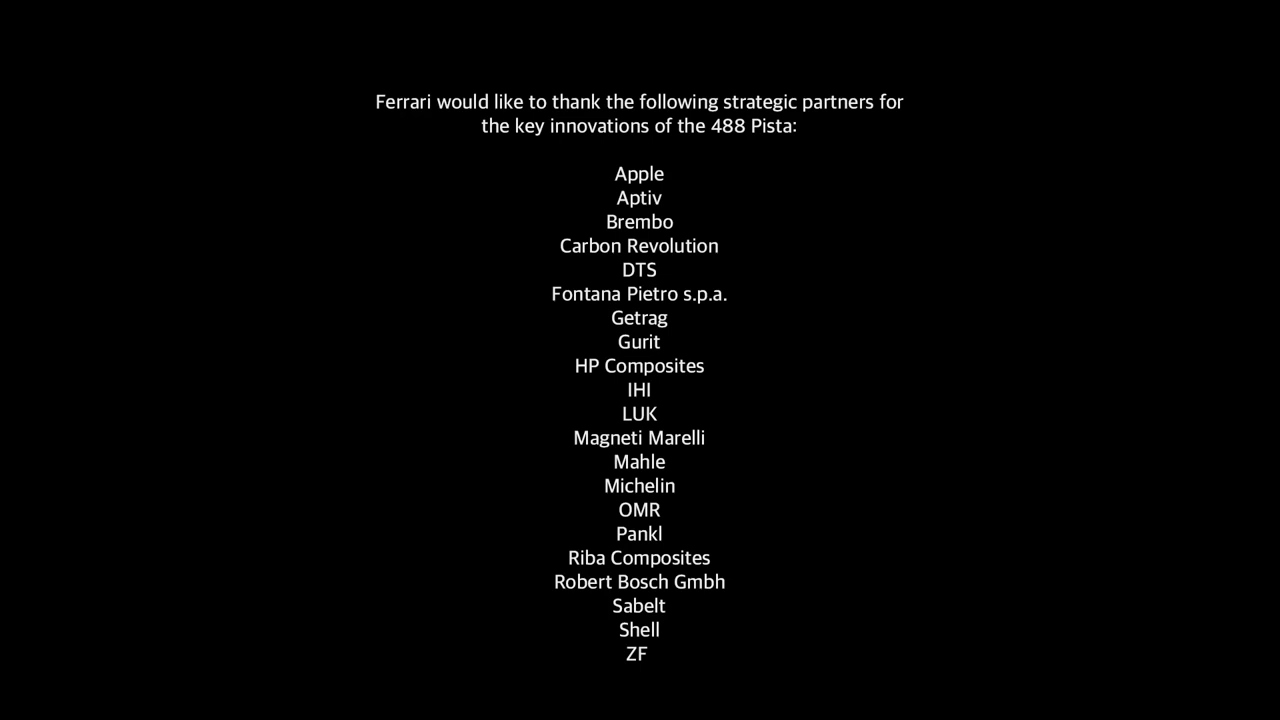 Ferrari would like to thank the following strategic partners for
the key innovations of the 488 Pista:
Apple
Aptiv
Brembo
Carbon Revolution
DTS
Fontana Pietro s.p.a.
Getrag
Gurit
HP Composites
IHI
LUK
Magneti Marelli
Mahle
Michelin
OMR
Pankl
Riba Composites
Robert Bosch Gmbh
Sabelt
Shell
ZF